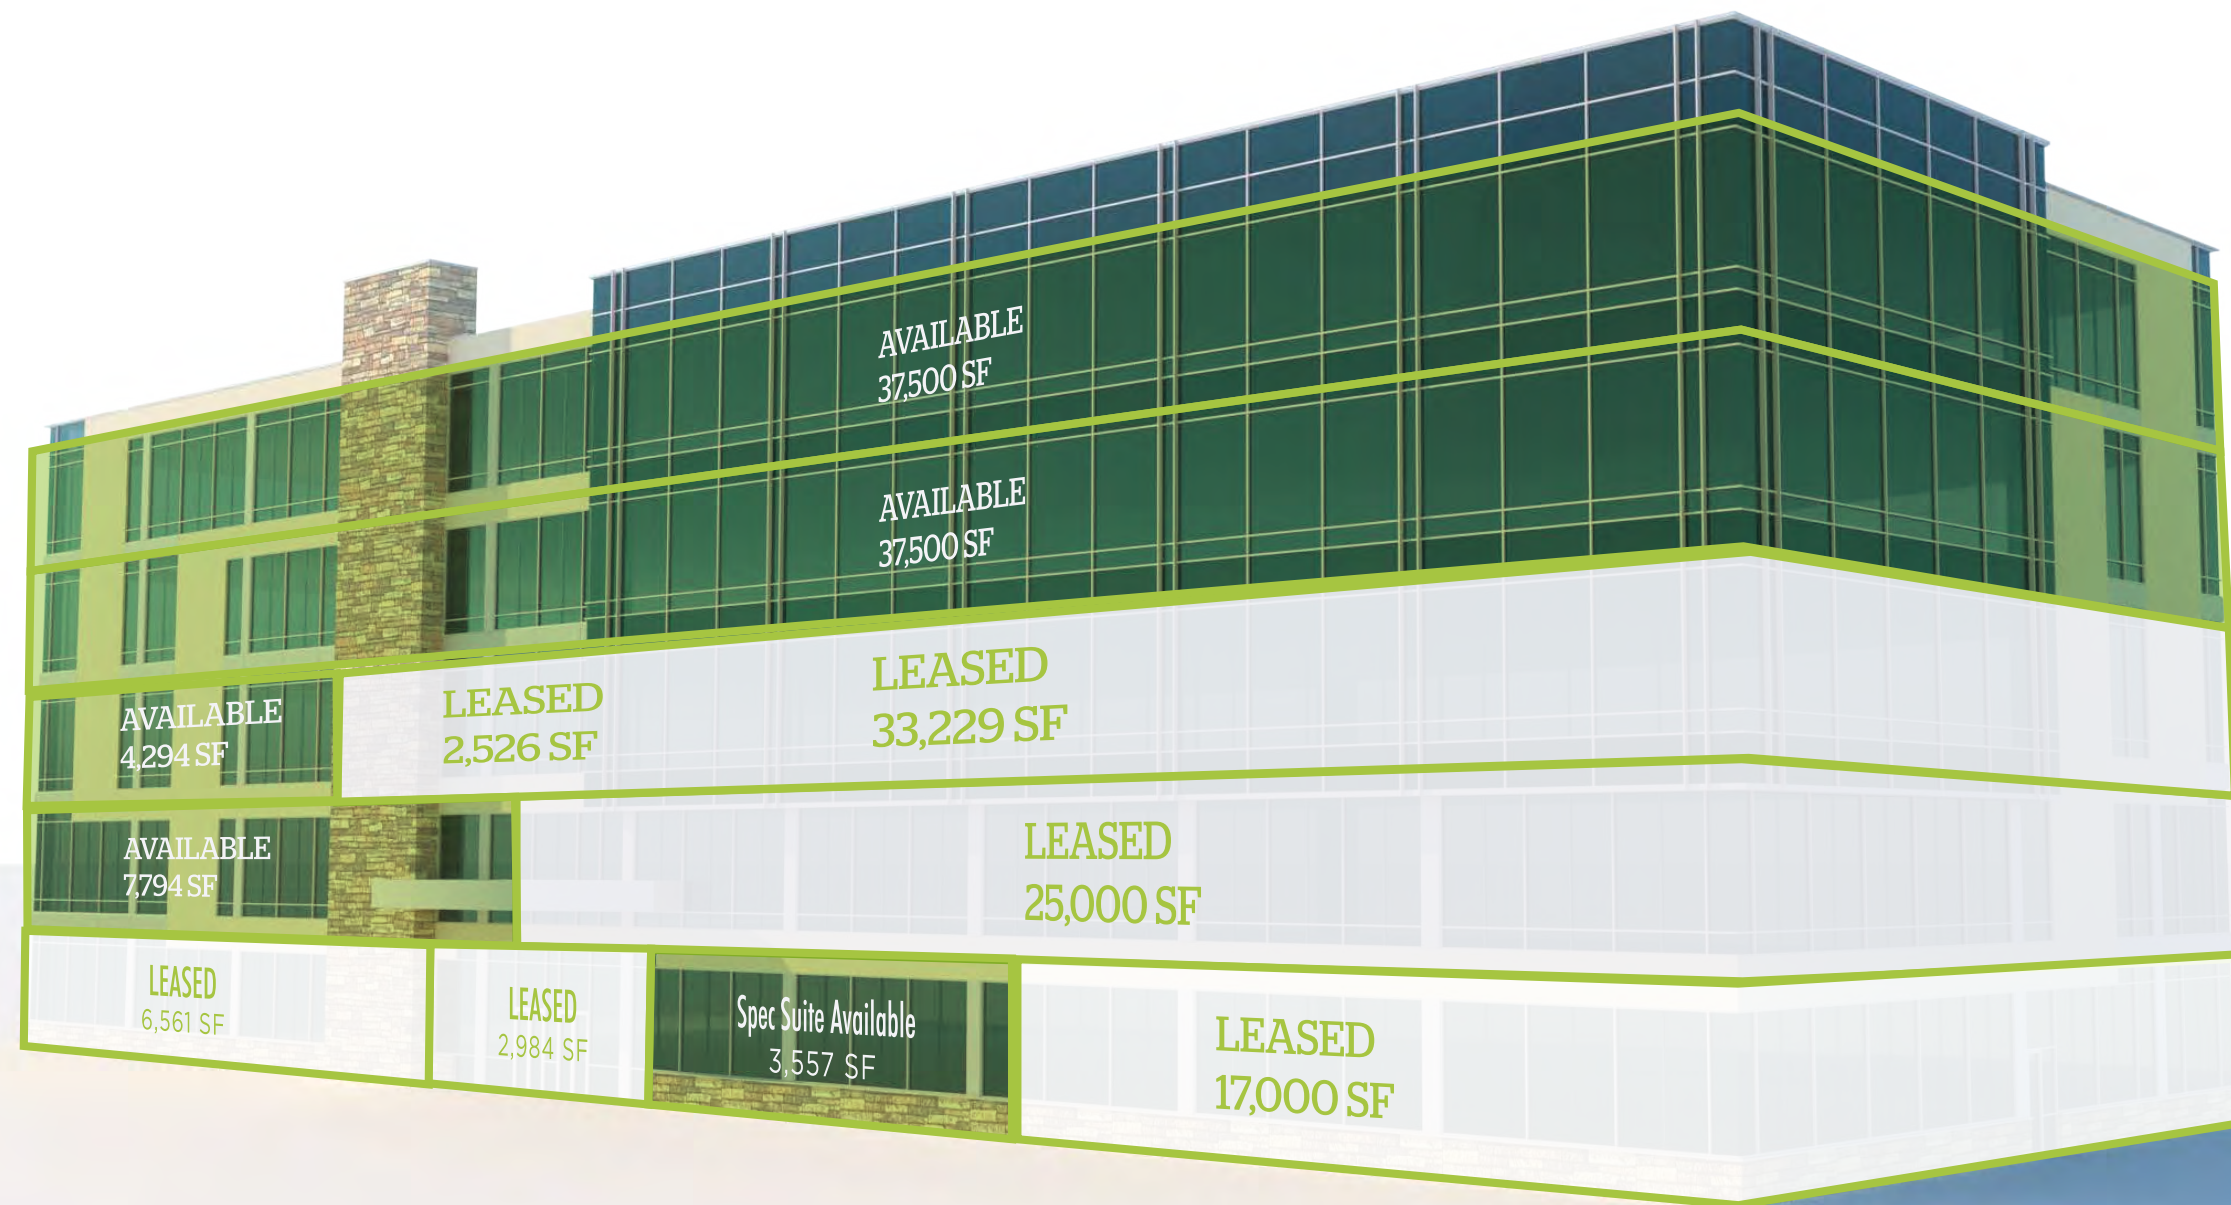 AVAILABLE
37,500 SF
AVAILABLE
37,500 SF
AVAILABLE
4,294 SF
LEASED
2,526 SF
LEASED
33,229 SF
AVAILABLE
7,794 SF
LEASED
25,000 SF
LEASED
6,561 SF
LEASED
2,984 SF
Spec Suite Available
3,557 SF
LEASED
17,000 SF